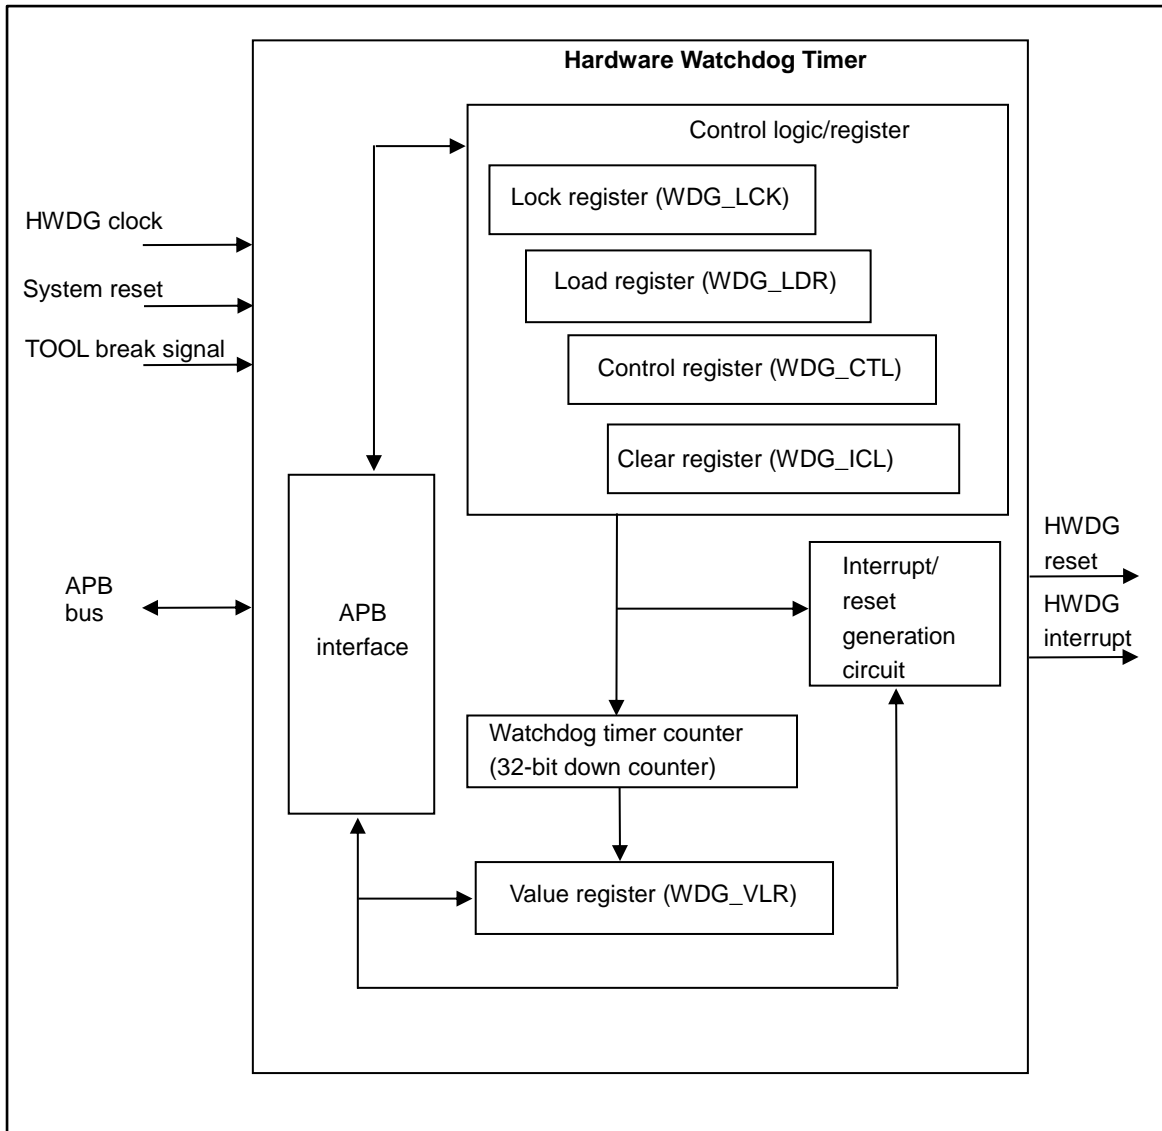 Hardware Watchdog Timer
Control logic/register
Lock register (WDG_LCK)
Load register (WDG_LDR)
Control register (WDG_CTL)
Clear register (WDG_ICL)
HWDG clock
System reset
TOOL break signal
APB
bus
APB
interface
Interrupt/
reset
generation
circuit
HWDG
reset
HWDG
interrupt
Watchdog timer counter
(32-bit down counter)
Value register (WDG_VLR)